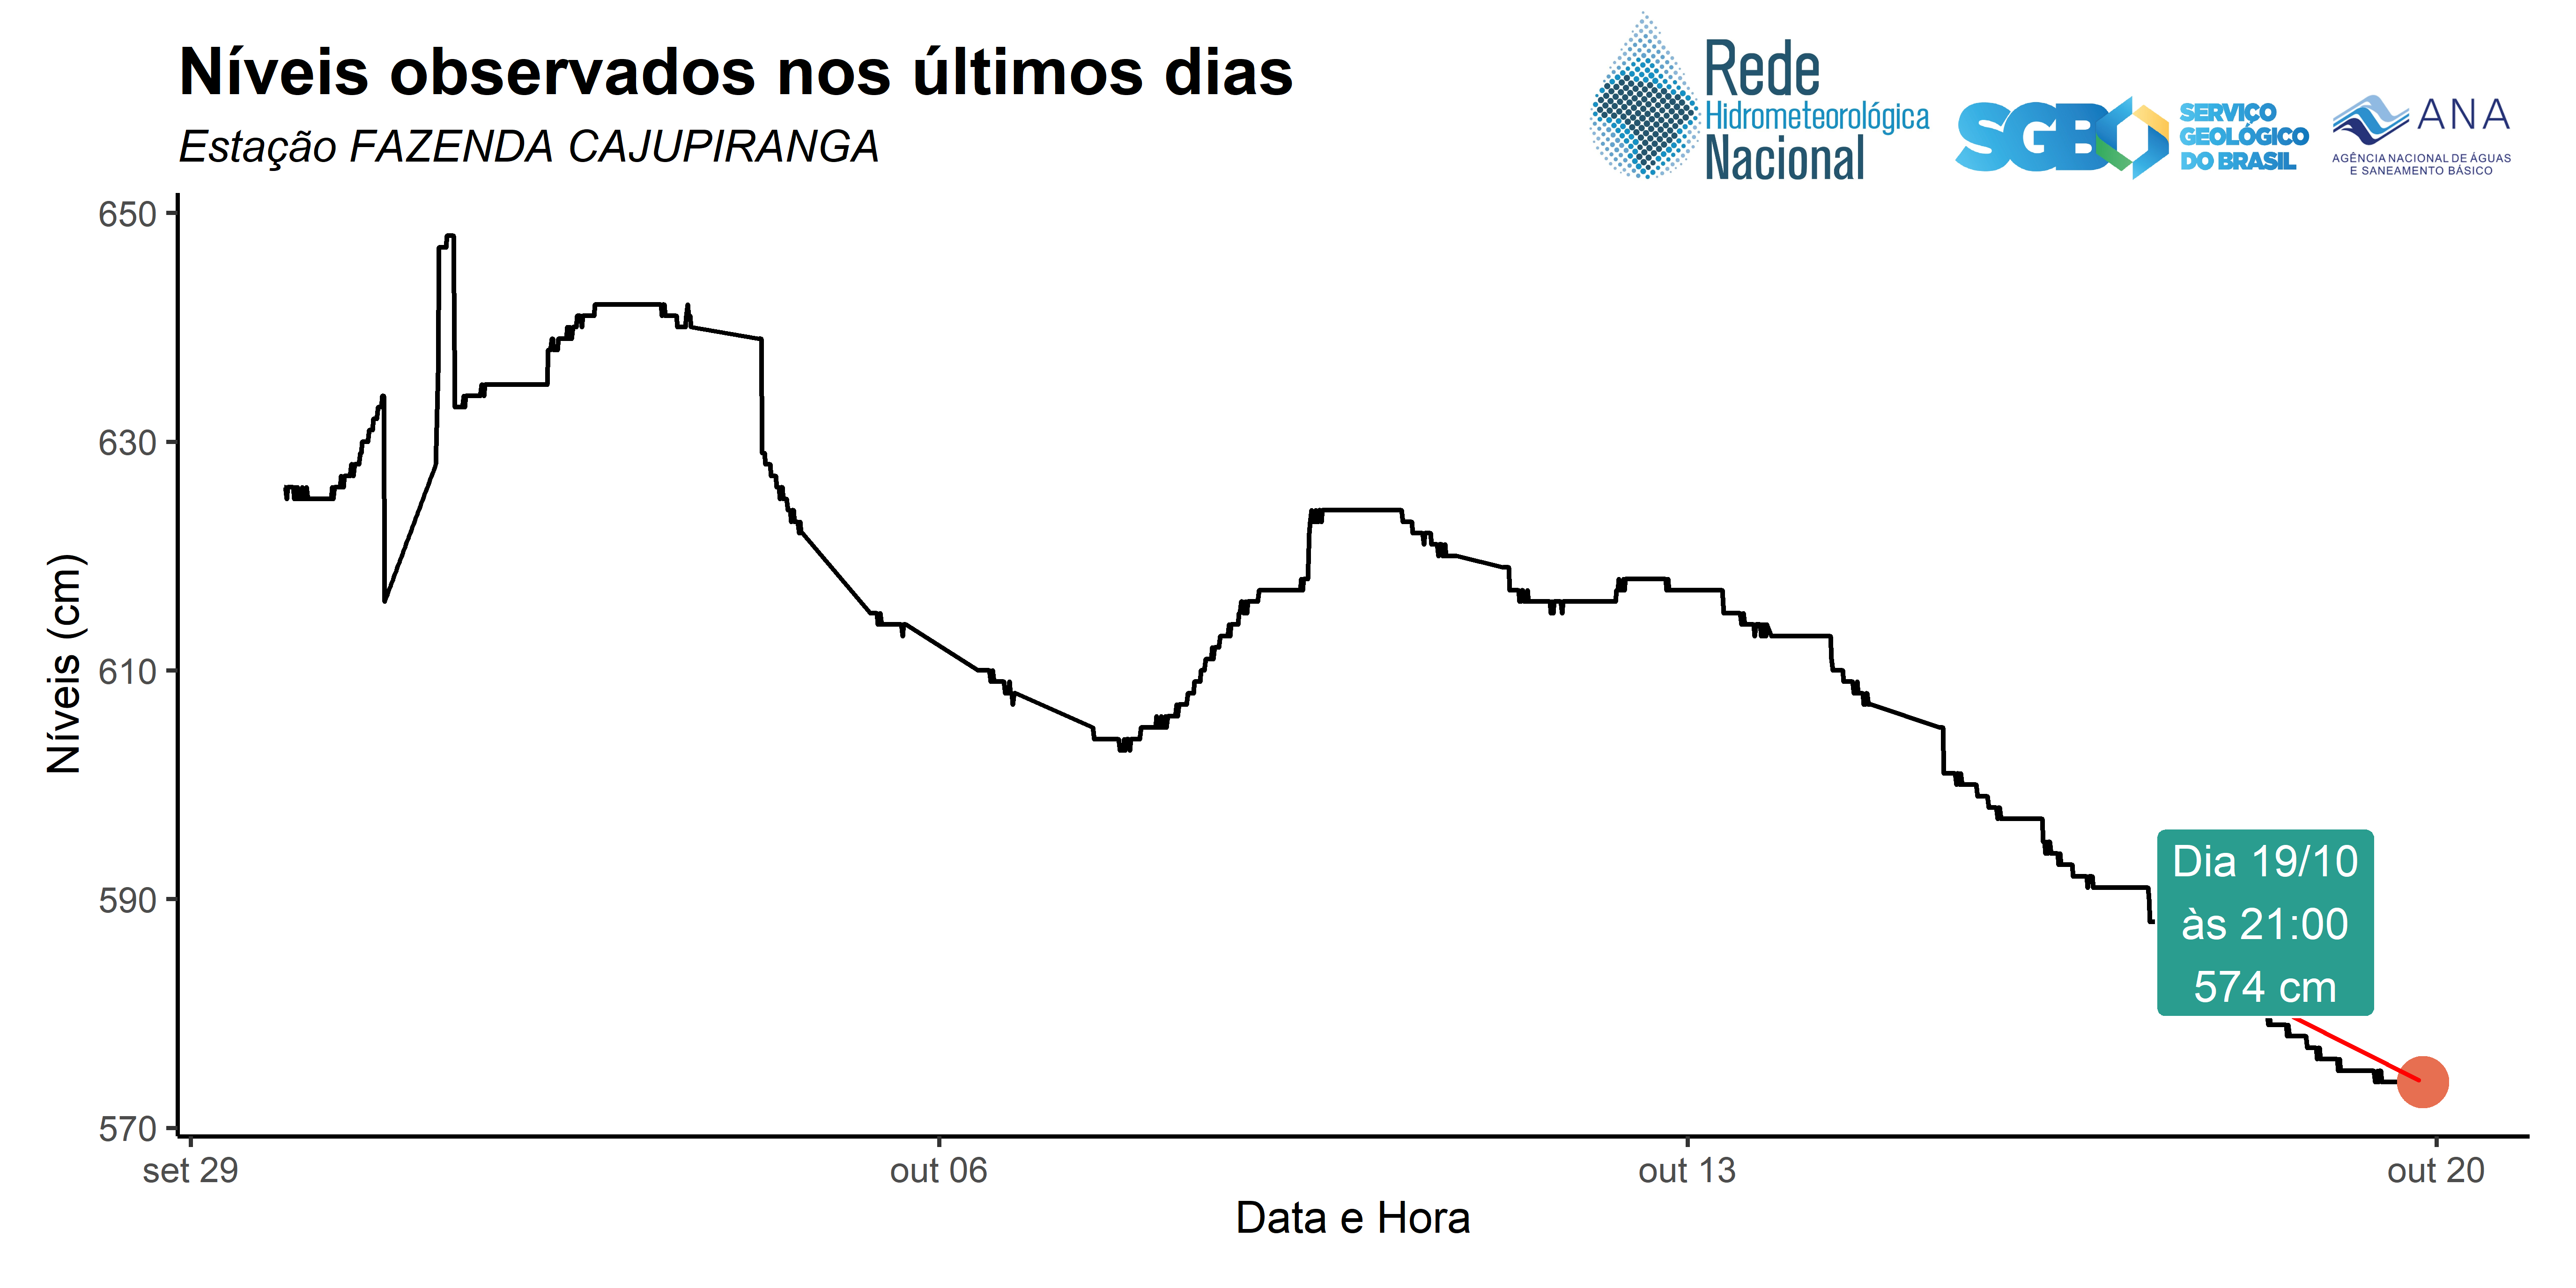 Níveis observados nos últimos dias
Estação FAZENDA CAJUPIRANGA
Rede
Hidrometeorológica
Nacional
SGB
SERVIÇO
GEOLÓGICO
DO BRASIL
ANA
AGÊNCIA NACIONAL DE ÁGUAS
E SANEAMENTO BÁSICO
Níveis (cm)
650
630
610
590
570
Dia 19/10
às 21:00
574 cm
set 29
out 06
out 13
out 20
Data e Hora